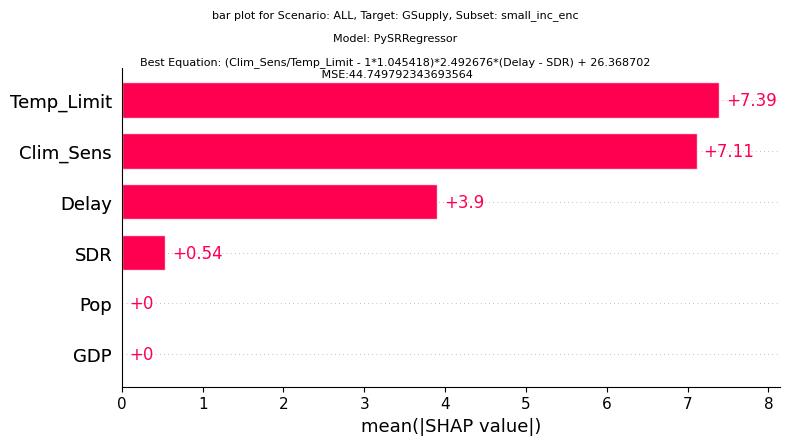 bar plot for Scenario: ALL, Target: GSupply, Subset: small_inc_enc
Model: PySRRegressor
Best Equation: (Clim_Sens/Temp_Limit - 1*1.045418)*2.492676*(Delay - SDR) + 26.368702
MSE:44.749792343693564
Temp_Limit +7.39
Clim_Sens +7.11
Delay +3.9
SDR +0.54
Pop +0
GDP +0
0 1 2 3 4 5 6 7 8
mean(|SHAP value|)